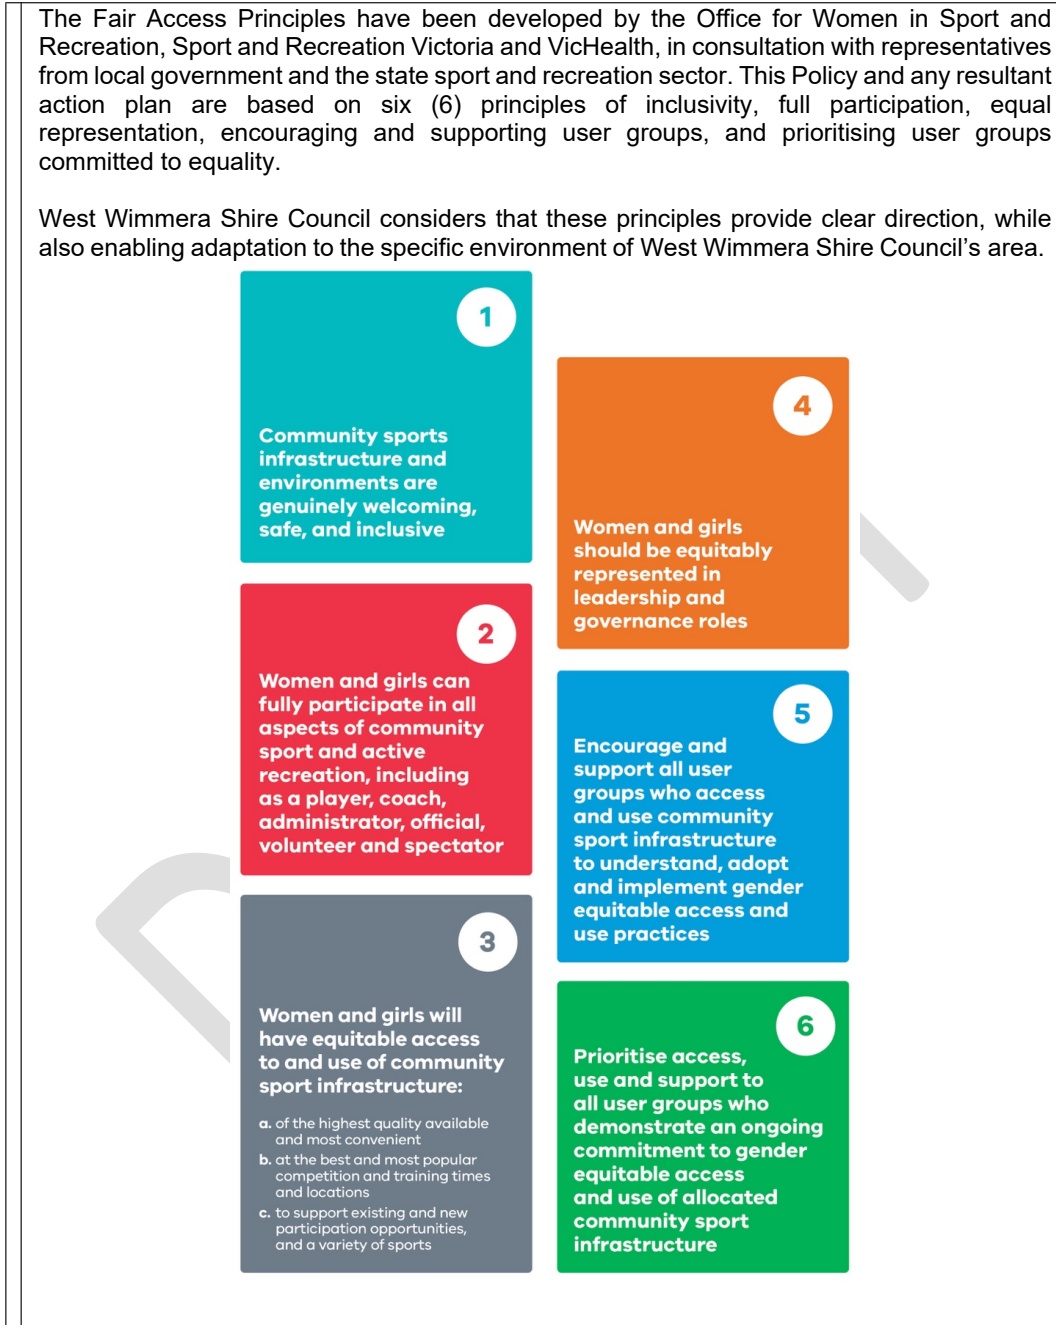 The Fair Access Principles have been developed by the Office for Women in Sport and
Recreation, Sport and Recreation Victoria and VicHealth, in consultation with representatives
from local government and the state sport and recreation sector. This Policy and any resultant
action plan are based on six (6) principles of inclusivity, full participation, equal
representation, encouraging and supporting user groups, and prioritising user groups
committed to equality.
West Wimmera Shire Council considers that these principles provide clear direction, while
also enabling adaptation to the specific environment of West Wimmera Shire Council's area.
1
Community sports
infrastructure and
environments are
genuinely welcoming,
safe, and inclusive
2
Women and girls can
fully participate in all
aspects of community
sport and active
recreation, including
as a player, coach,
administrator, official,
volunteer and spectator
3
Women and girls will
have equitable access
to and use of community
sport infrastructure:
a. of the highest quality available
and most convenient
b. at the best and most popular
competition and training times
and locations
c. to support existing and new
participation opportunities,
and a variety of sports
4
Women and girls
should be equitably
represented in
leadership and
governance roles
5
Encourage and
support all user
groups who access
and use community
sport infrastructure
to understand, adopt
and implement gender
equitable access and
use practices
6
Prioritise access,
use and support to
all user groups who
demonstrate an ongoing
commitment to gender
equitable access
and use of allocated
community sport
infrastructure